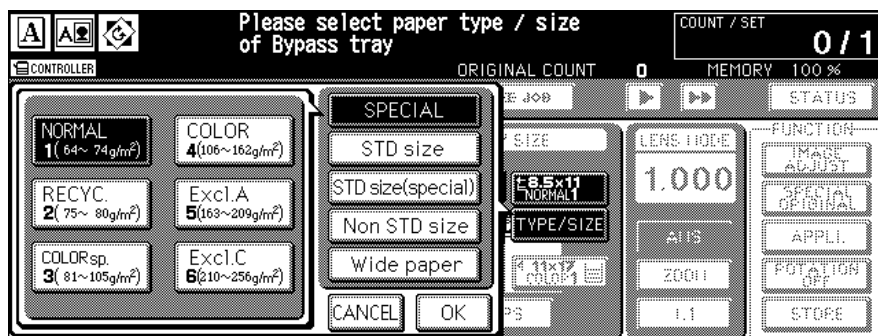 Please select paper type / size
of Bypass tray
COUNT / SET
0 / 1
CONTROLLER
ORIGINAL COUNT 0 MEMORY 100 %
NORMAL
1( 64~ 74g/m²)
COLOR
4(106~162g/m²)
RECYC.
2( 75~ 80g/m²)
Excl.A
5(163~209g/m²)
COLOR sp.
3( 81~105g/m²)
Excl.C
6(210~256g/m²)
SPECIAL
STD size
STD size(special)
Non STD size
Wide paper
CANCEL
OK
JOB
STATUS
SIZE
8.5x11
NORMAL1
TYPE/SIZE
11x17
COLOR1
LENS MODE
1.000
AMS
ZOOM
1.1
FUNCTION
IMAGE
ADJUST
SPECIAL
ORIGINAL
APPLI.
ROTATION
OFF
STORE